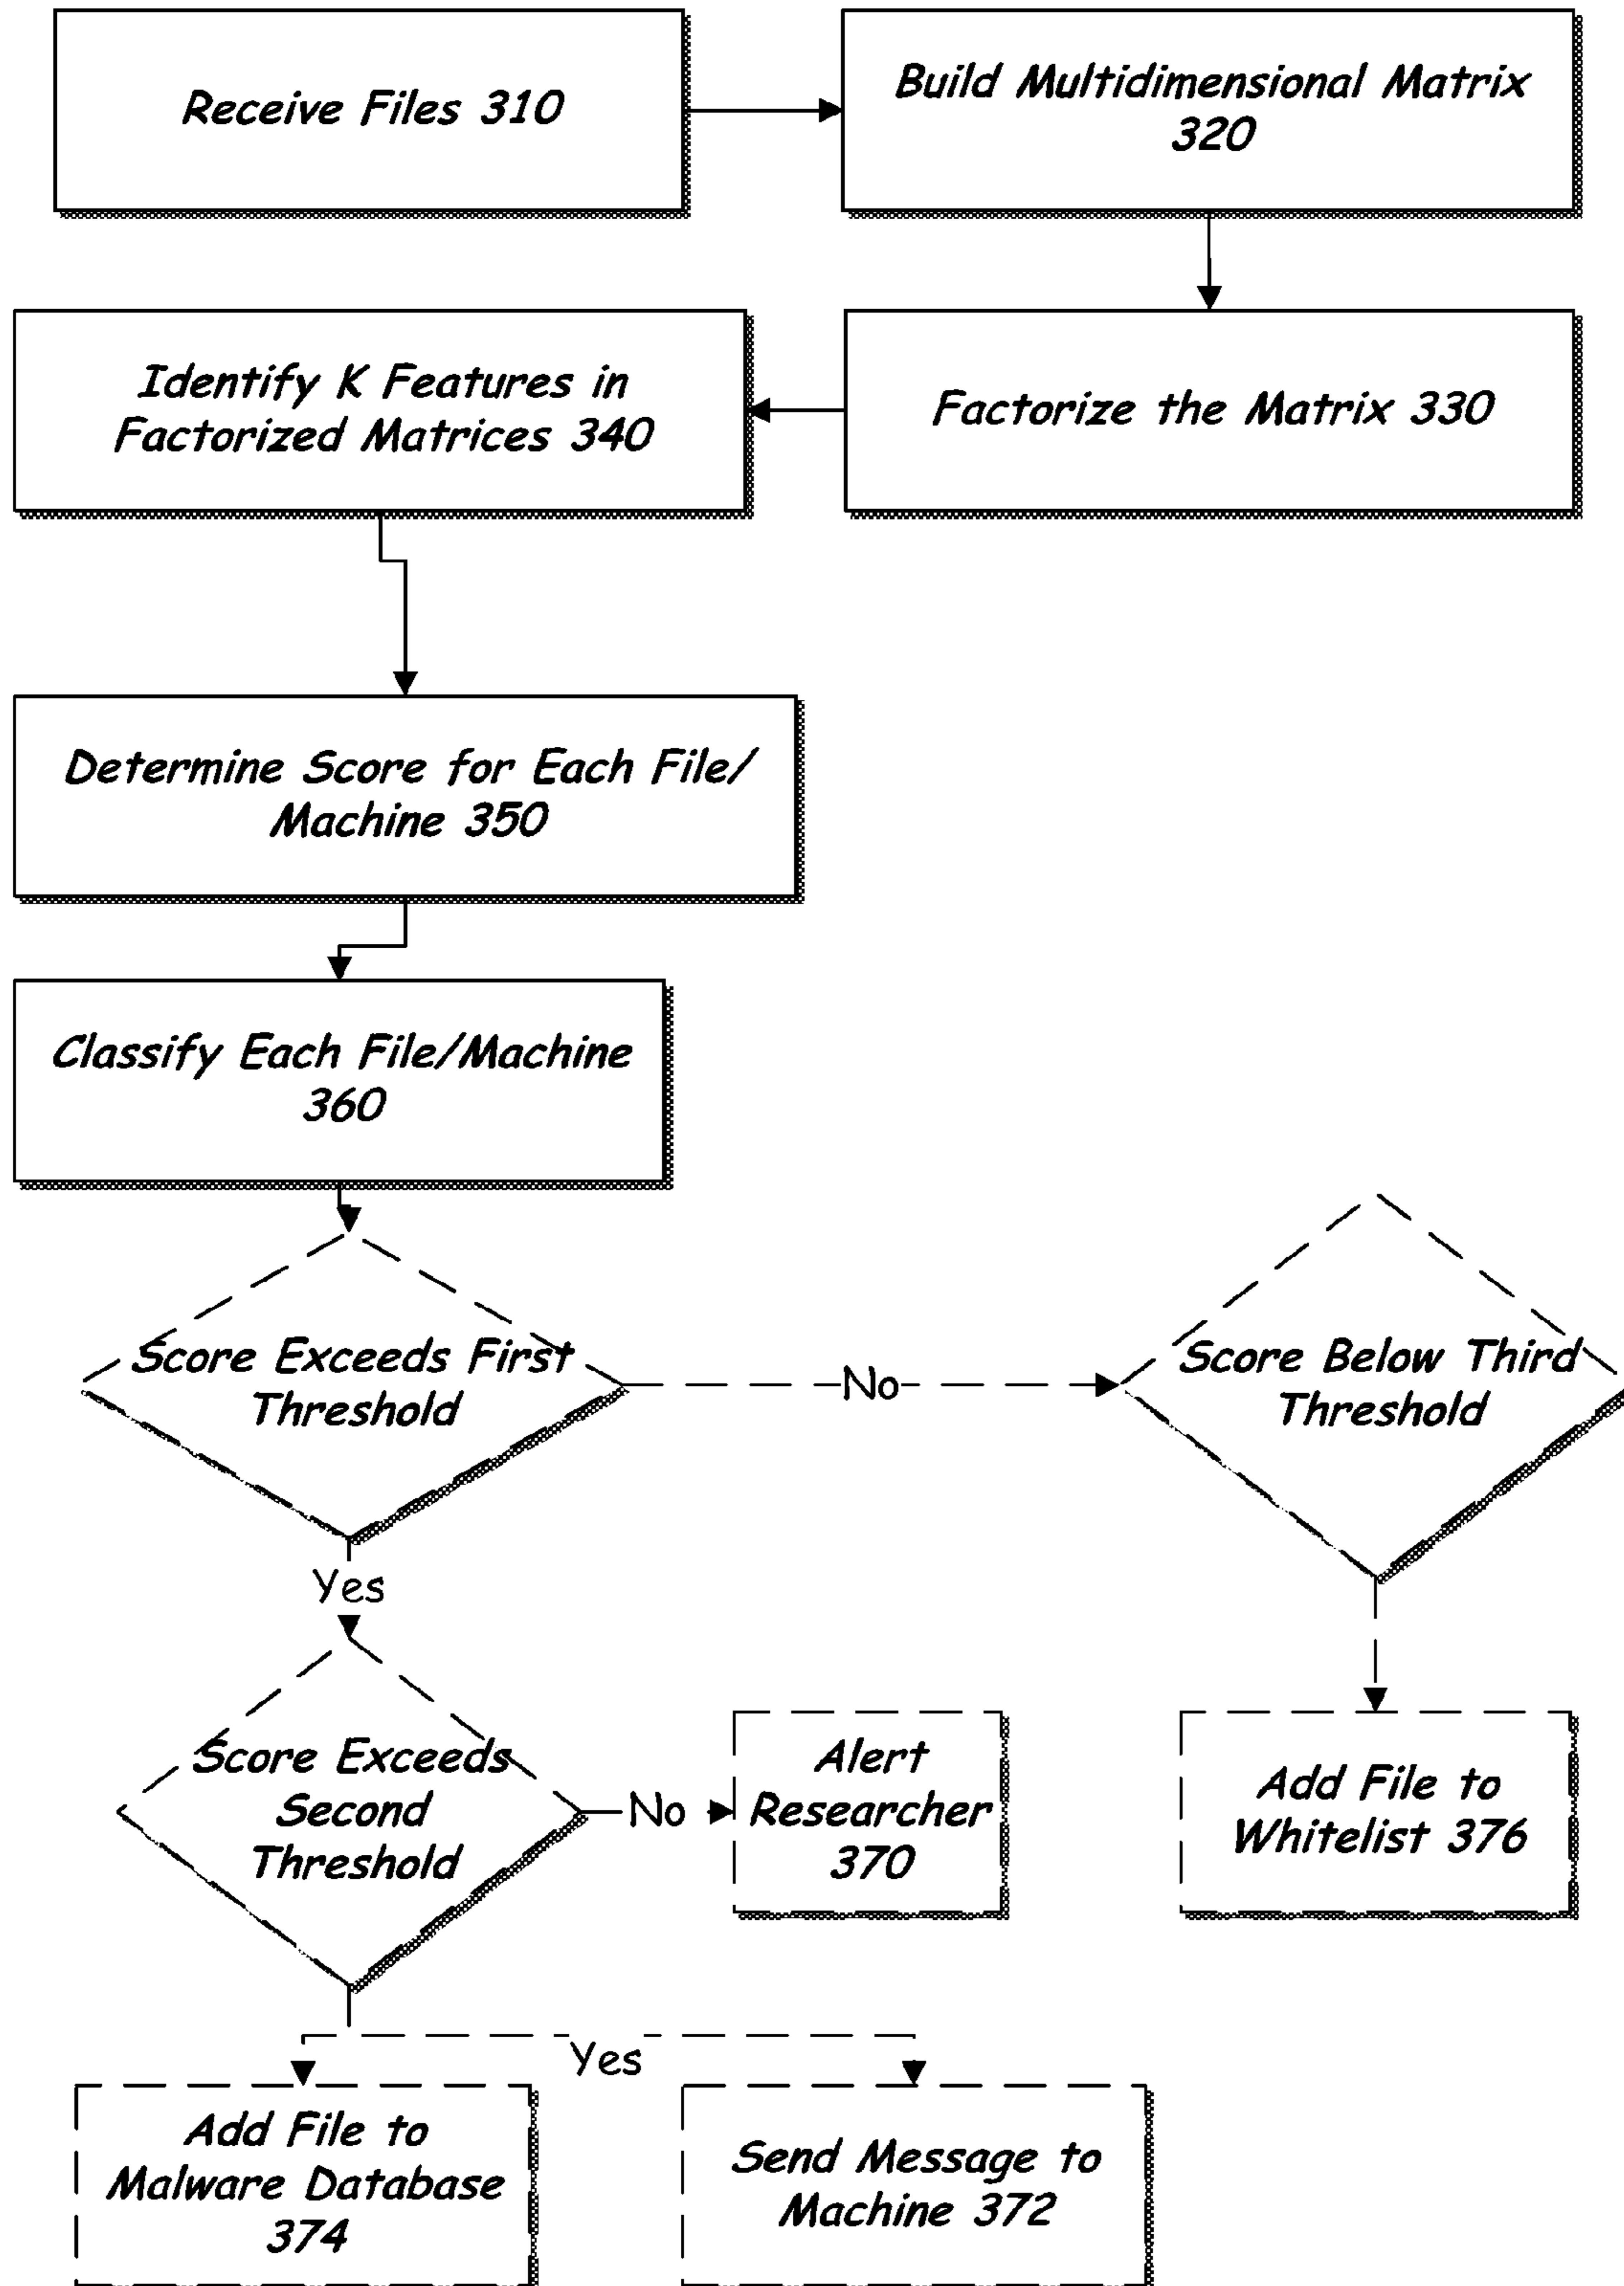 Receive Files 310
Build Multidimensional Matrix
320
Identify K Features in
Factorized Matrices 340
Factorize the Matrix 330
Determine Score for Each File/
Machine 350
Classify Each File/Machine
360
Score Exceeds First
Threshold
No
Score Below Third
Threshold
Yes
Score Exceeds
Second
Threshold
No
Alert
Researcher
370
Add File to
Whitelist 376
Yes
Add File to
Malware Database
374
Send Message to
Machine 372